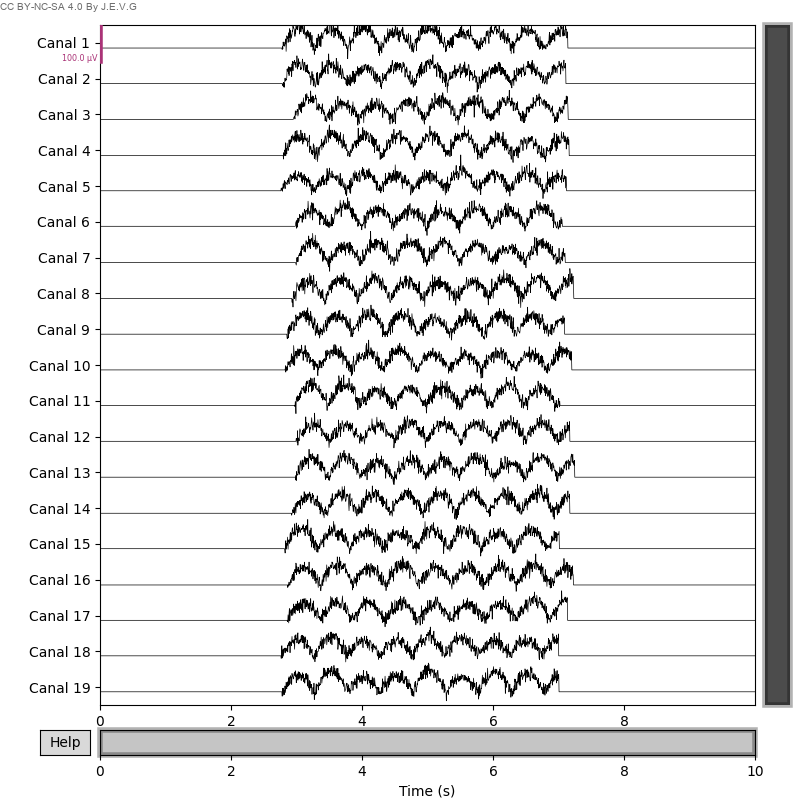 CC BY-NC-SA 4.0 By J.E.V.G
Canal 1
100.0 µV
Canal 2
Canal 3
Canal 4
Canal 5
Canal 6
Canal 7
Canal 8
Canal 9
Canal 10
Canal 11
Canal 12
Canal 13
Canal 14
Canal 15
Canal 16
Canal 17
Canal 18
Canal 19
0 2 4 6 8
Help
0 2 4 6 8 10
Time (s)